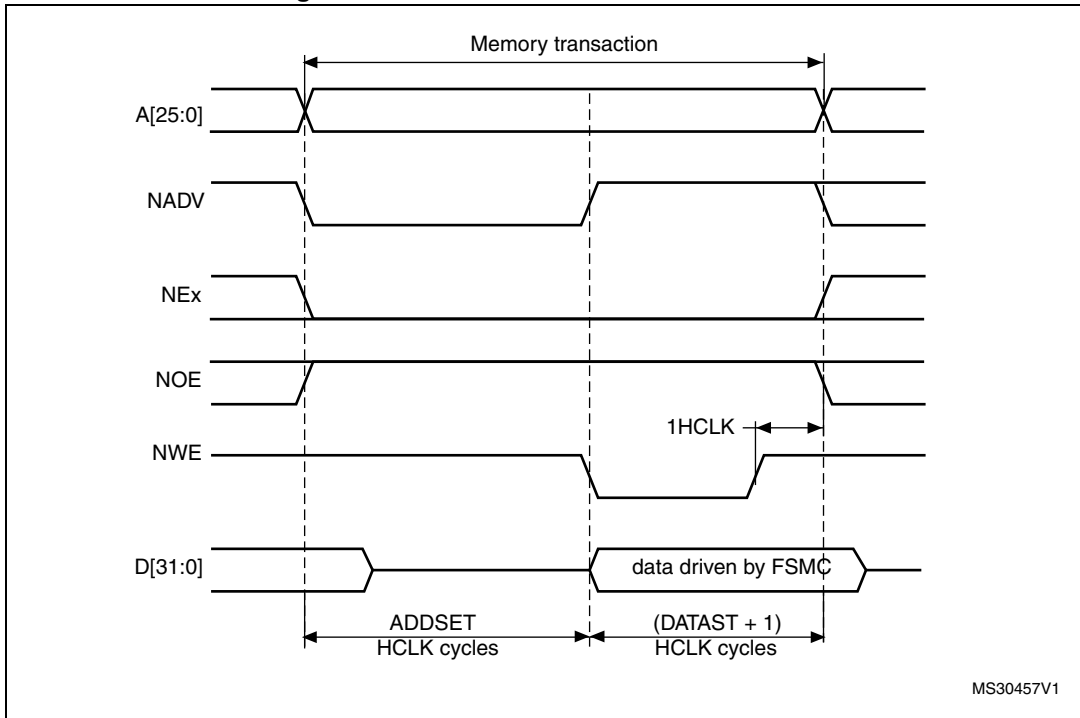 Memory transaction
A[25:0]
NADV
NEx
NOE
1HCLK
NWE
D[31:0]
data driven by FSMC
ADDSET
HCLK cycles
(DATAST + 1)
HCLK cycles
MS30457V1